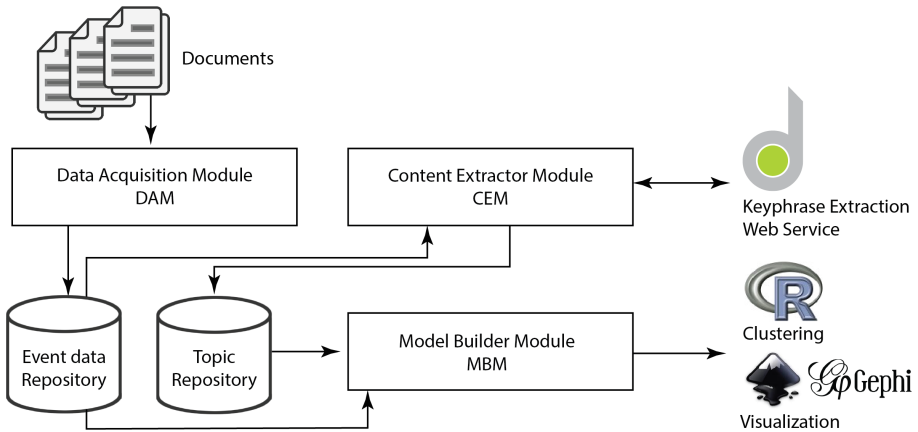 Documents
Data Acquisition Module
DAM
Content Extractor Module
CEM
Keyphrase Extraction
Web Service
Event data
Repository
Topic
Repository
Model Builder Module
MBM
R
Clustering
Gephi
Visualization